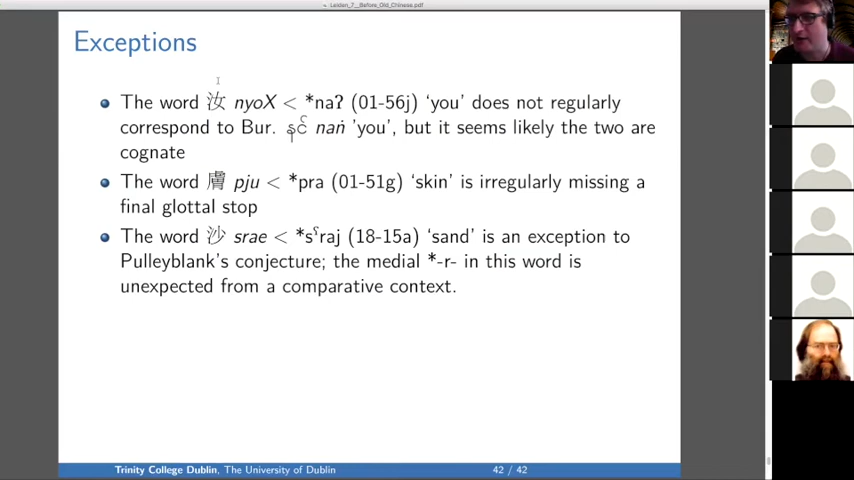 Leiden_7__Before_Old_Chinese.pdf
Exceptions
The word 汝 nyoX < *naʔ (01-56j) ‘you’ does not regularly
correspond to Bur. နင် naṅ 'you', but it seems likely the two are
cognate
The word 膚 pju < *pra (01-51g) ‘skin’ is irregularly missing a
final glottal stop
The word 沙 srae < *sˤraj (18-15a) ‘sand’ is an exception to
Pulleyblank’s conjecture; the medial *-r- in this word is
unexpected from a comparative context.
Trinity College Dublin, The University of Dublin
42 / 42